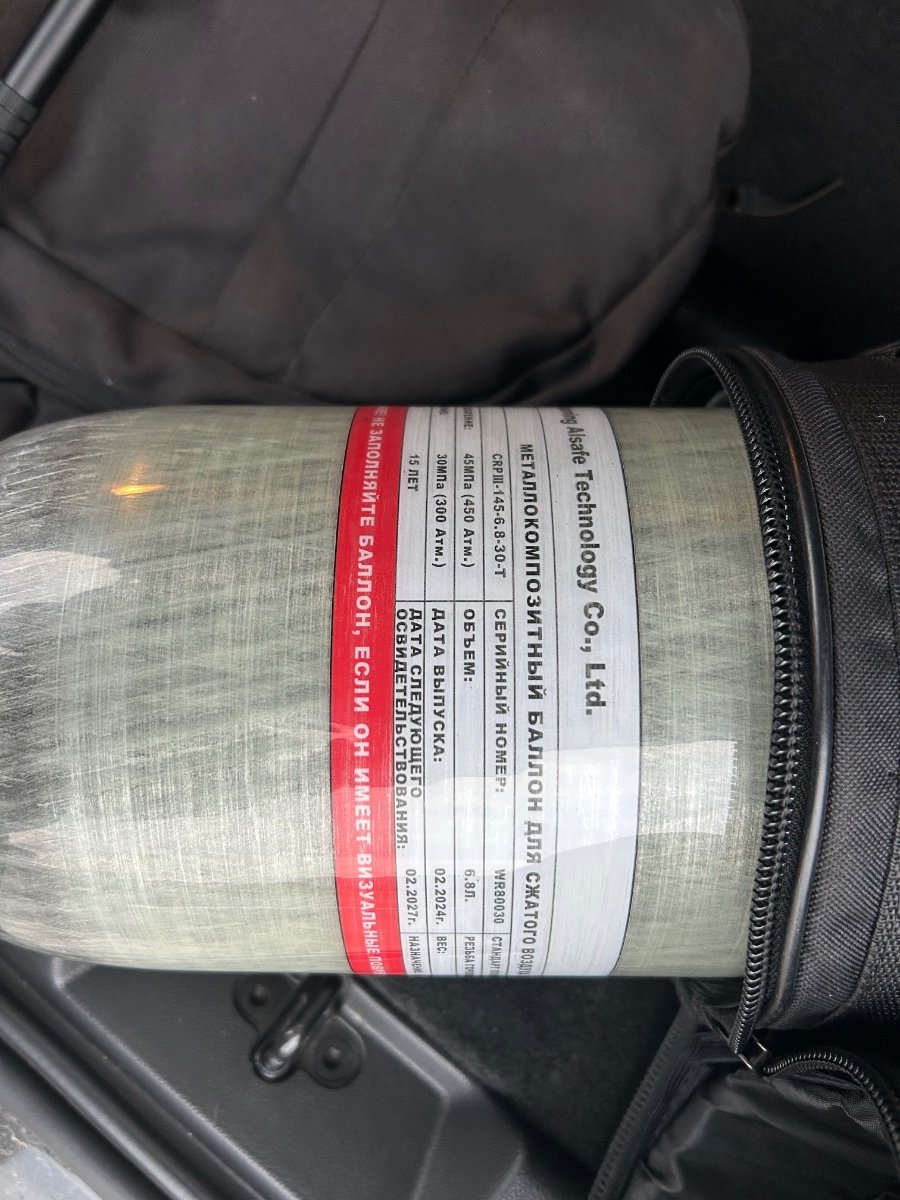 Alsafe Technology Co., Ltd.
МЕТАЛЛОКОМПОЗИТНЫЙ БАЛЛОН ДЛЯ СЖАТОГО
CRPIII-145-6.8-30-T СЕРИЙНЫЙ НОМЕР: WR80030
45МПа (450 Атм.) ОБЪЕМ: 6.8Л. РЕЗЬБА
30МПа (300 Атм.) ДАТА ВЫПУСКА: 02.2024г. ВЕС:
15 ЛЕТ ДАТА СЛЕДУЮЩЕГО
ОСВИДЕТЕЛЬСТВОВАНИЯ: 02.2027г.
НЕ ЗАПОЛНЯЙТЕ БАЛЛОН, ЕСЛИ ОН ИМЕЕТ ВИЗУАЛЬНЫЕ